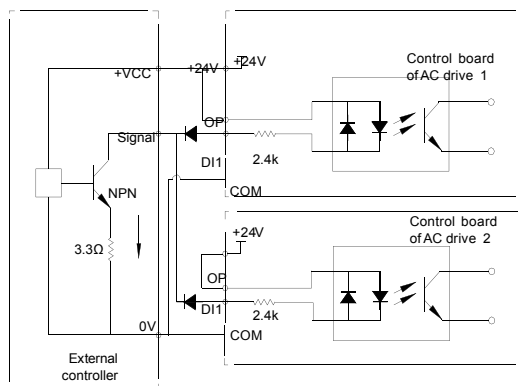 +24V
+VCC
+24V
Control board
of AC drive 1
Signal
OP
DI1
2.4k
NPN
COM
3.3Ω
+24V
Control board
of AC drive 2
OP
DI1
2.4k
0V
COM
External
controller